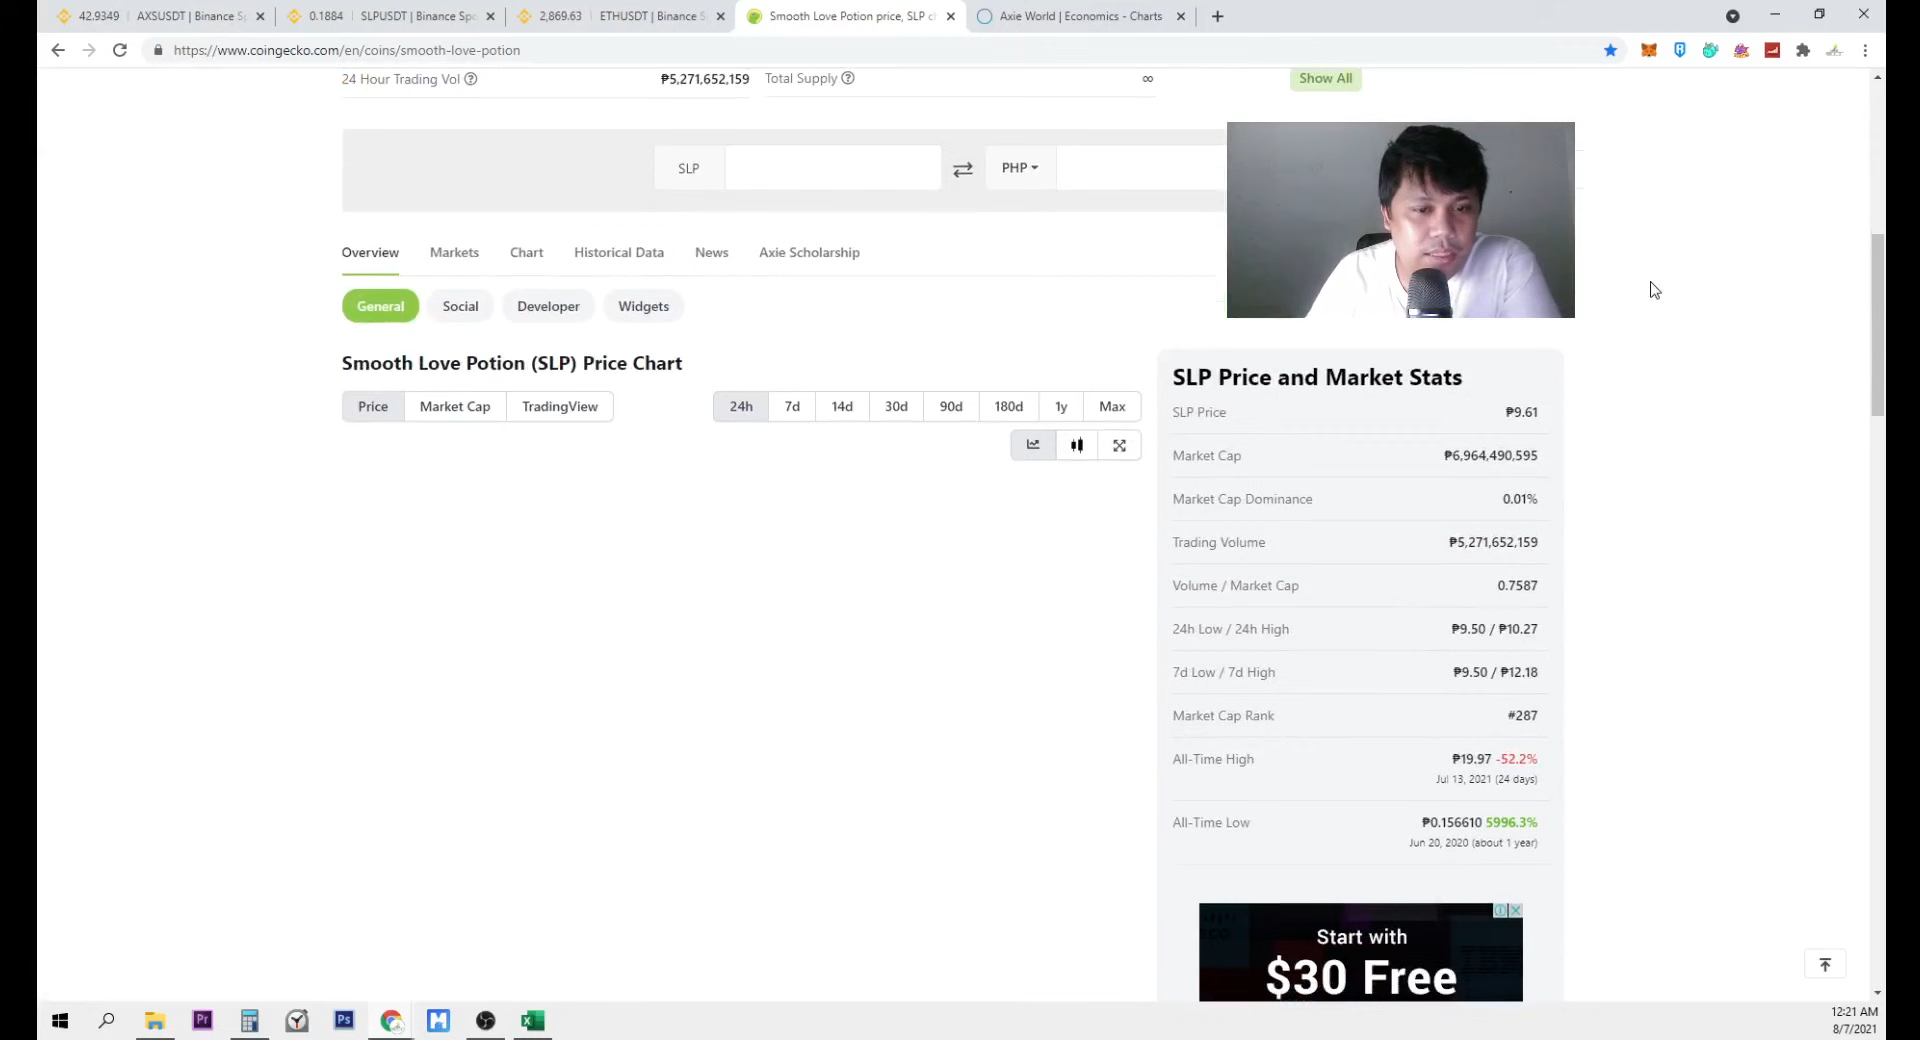 42.9349 AXSUSDT | Binance Sp
0.1884 SLPUSDT | Binance Spo
2,869.63 ETHUSDT | Binance S
Smooth Love Potion price, SLP c
Axie World | Economics - Charts
https://www.coingecko.com/en/coins/smooth-love-potion
24 Hour Trading Vol ₱5,271,652,159 Total Supply ∞ Show All
SLP PHP
Overview Markets Chart Historical Data News Axie Scholarship
General Social Developer Widgets
Smooth Love Potion (SLP) Price Chart
Price Market Cap TradingView 24h 7d 14d 30d 90d 180d 1y Max
SLP Price and Market Stats
SLP Price ₱9.61
Market Cap ₱6,964,490,595
Market Cap Dominance 0.01%
Trading Volume ₱5,271,652,159
Volume / Market Cap 0.7587
24h Low / 24h High ₱9.50 / ₱10.27
7d Low / 7d High ₱9.50 / ₱12.18
Market Cap Rank #287
All-Time High ₱19.97 -52.2%
Jul 13, 2021 (24 days)
All-Time Low ₱0.156610 5996.3%
Jun 20, 2020 (about 1 year)
Start with
$30 Free
Pr Ps
12:21 AM
8/7/2021